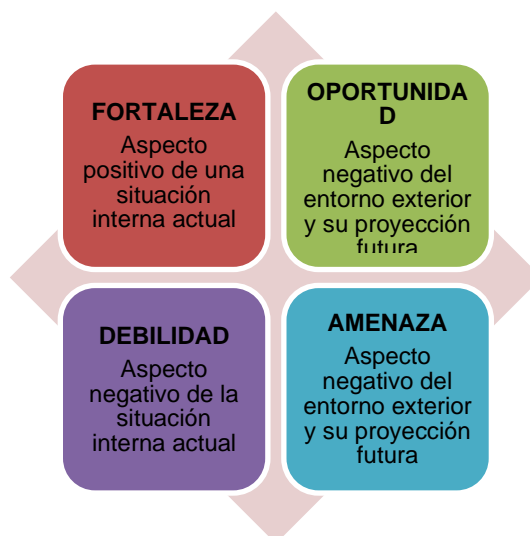 FORTALEZA
Aspecto
positivo de una
situación
interna actual
OPORTUNIDA
D
Aspecto
negativo del
entorno exterior
y su proyección
futura
DEBILIDAD
Aspecto
negativo de la
situación
interna actual
AMENAZA
Aspecto
negativo del
entorno exterior
y su proyección
futura